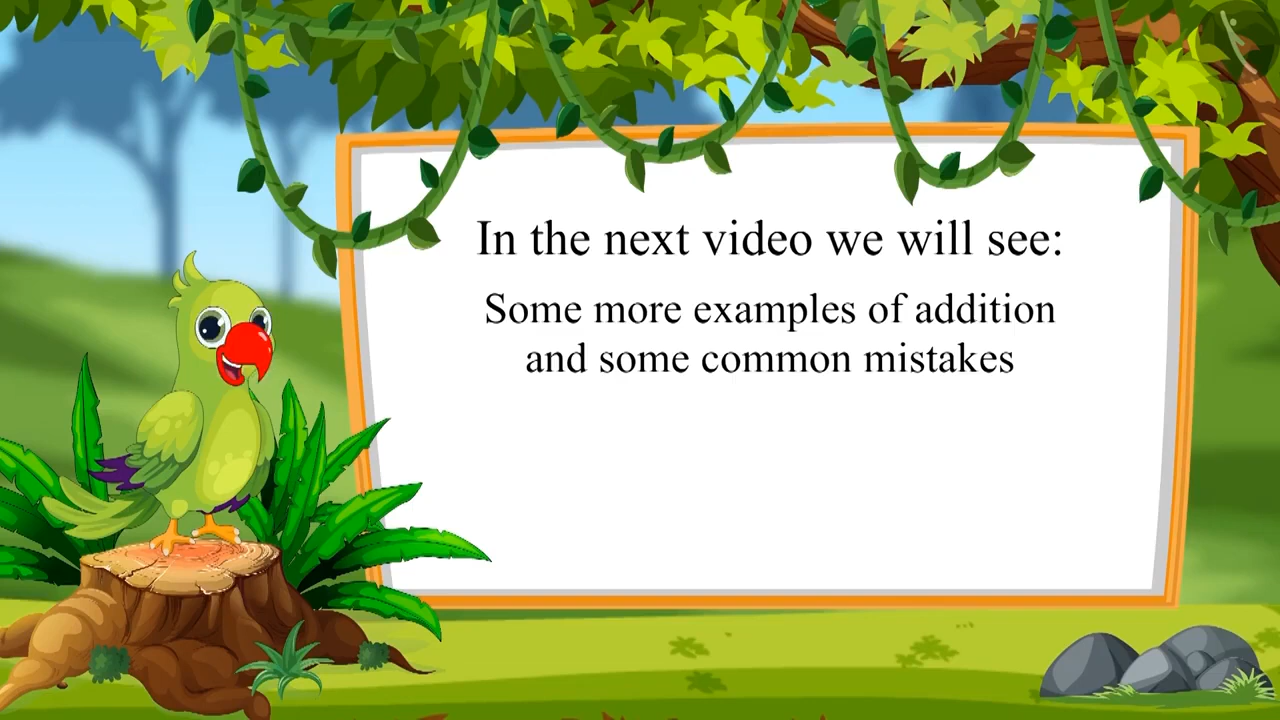 In the next video we will see:
Some more examples of addition
and some common mistakes